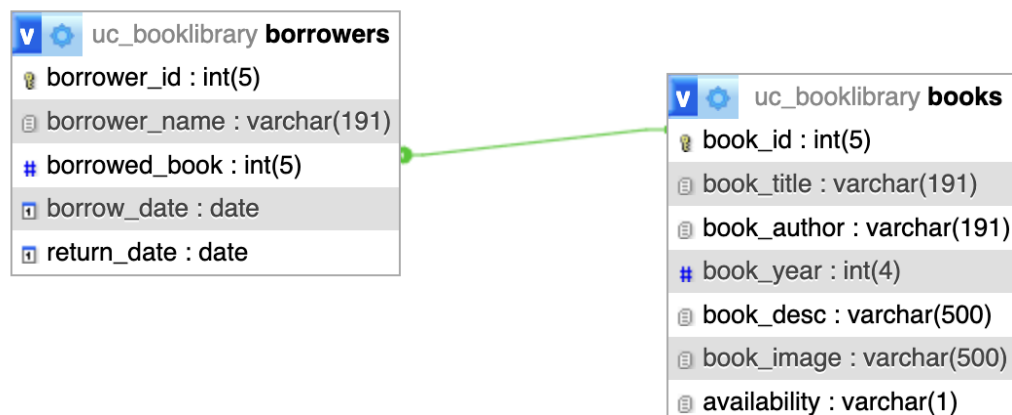 v uc_booklibrary borrowers
borrower_id : int(5)
borrower_name : varchar(191)
# borrowed_book : int(5)
1 borrow_date : date
1 return_date : date
v uc_booklibrary books
book_id : int(5)
book_title : varchar(191)
book_author : varchar(191)
# book_year : int(4)
book_desc : varchar(500)
book_image : varchar(500)
availability : varchar(1)